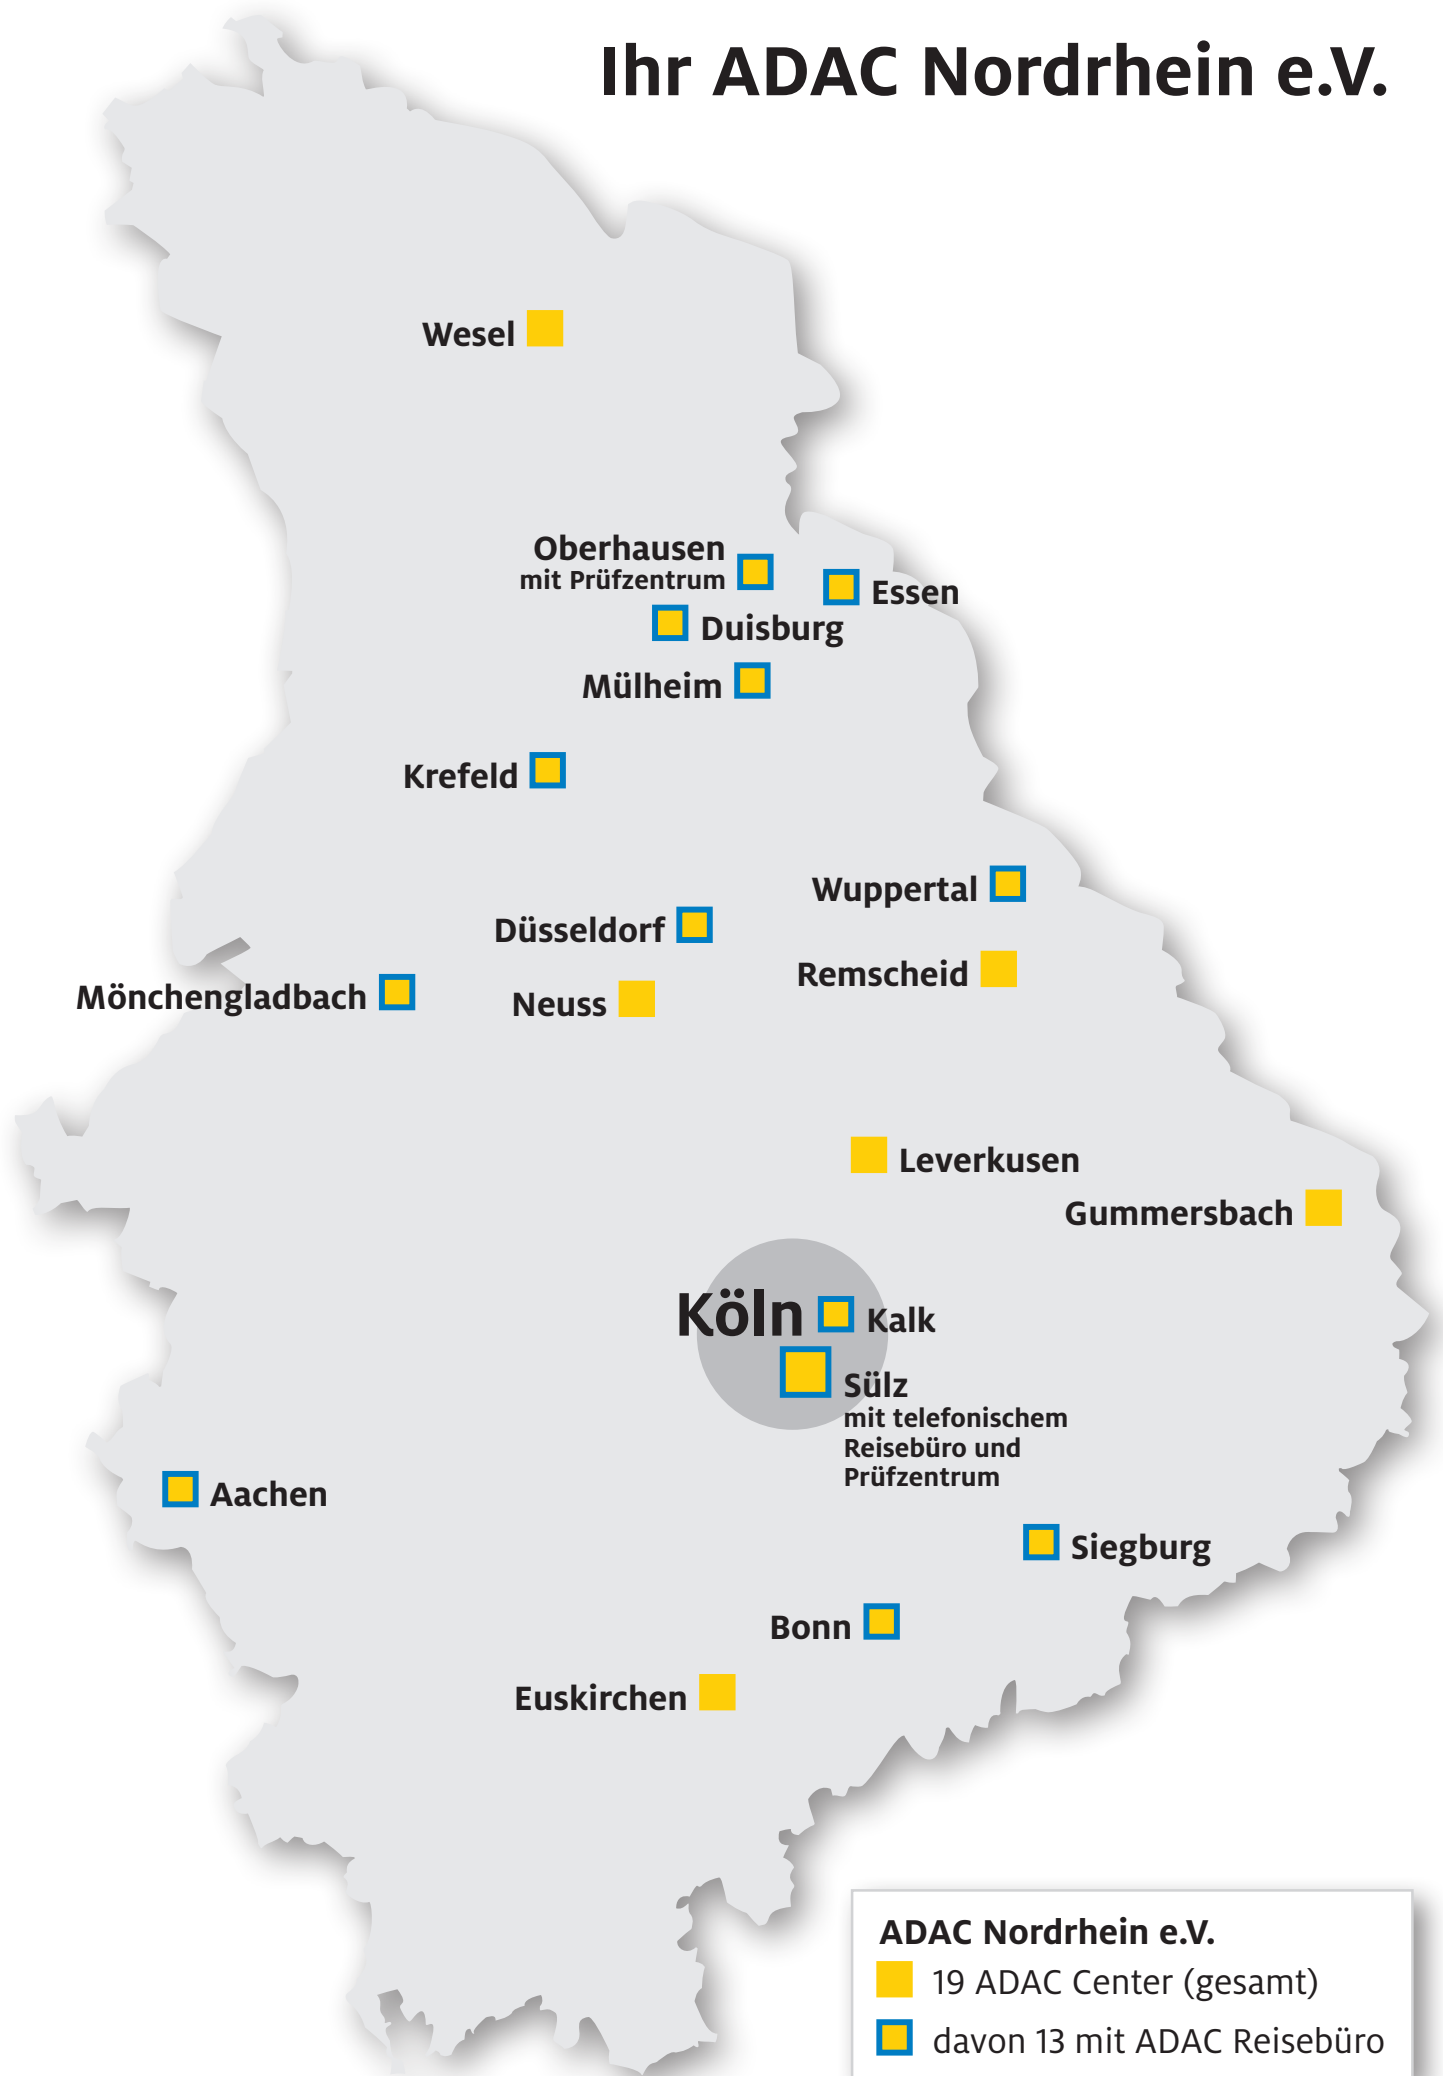 Ihr ADAC Nordrhein e.V.
Wesel
Oberhausen
mit Prüfzentrum
Essen
Duisburg
Mülheim
Krefeld
Wuppertal
Düsseldorf
Remscheid
Mönchengladbach
Neuss
Leverkusen
Gummersbach
Köln
Kalk
Sülz
mit telefonischem
Reisebüro und
Prüfzentrum
Aachen
Siegburg
Bonn
Euskirchen
ADAC Nordrhein e.V.
19 ADAC Center (gesamt)
davon 13 mit ADAC Reisebüro